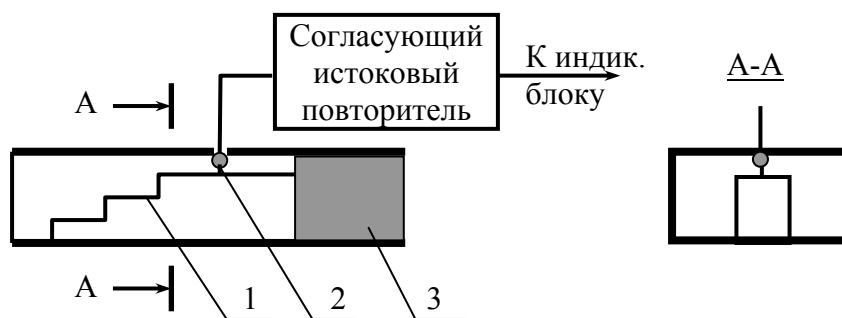 Согласующий
истоковый
повторитель
К индик.
блоку
А-А
А
А
1
2
3